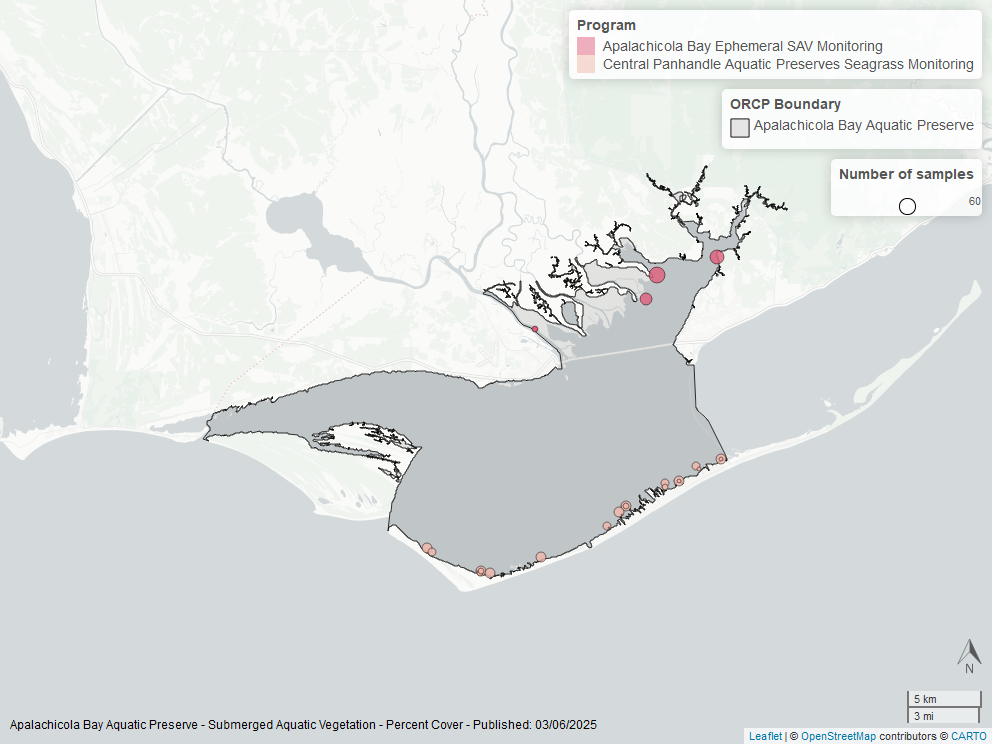 Program
Apalachicola Bay Ephemeral SAV Monitoring
Central Panhandle Aquatic Preserves Seagrass Monitoring
ORCP Boundary
Apalachicola Bay Aquatic Preserve
Number of samples
60
N
5 km
3 mi
Apalachicola Bay Aquatic Preserve - Submerged Aquatic Vegetation - Percent Cover - Published: 03/06/2025
Leaflet | © OpenStreetMap contributors © CARTO